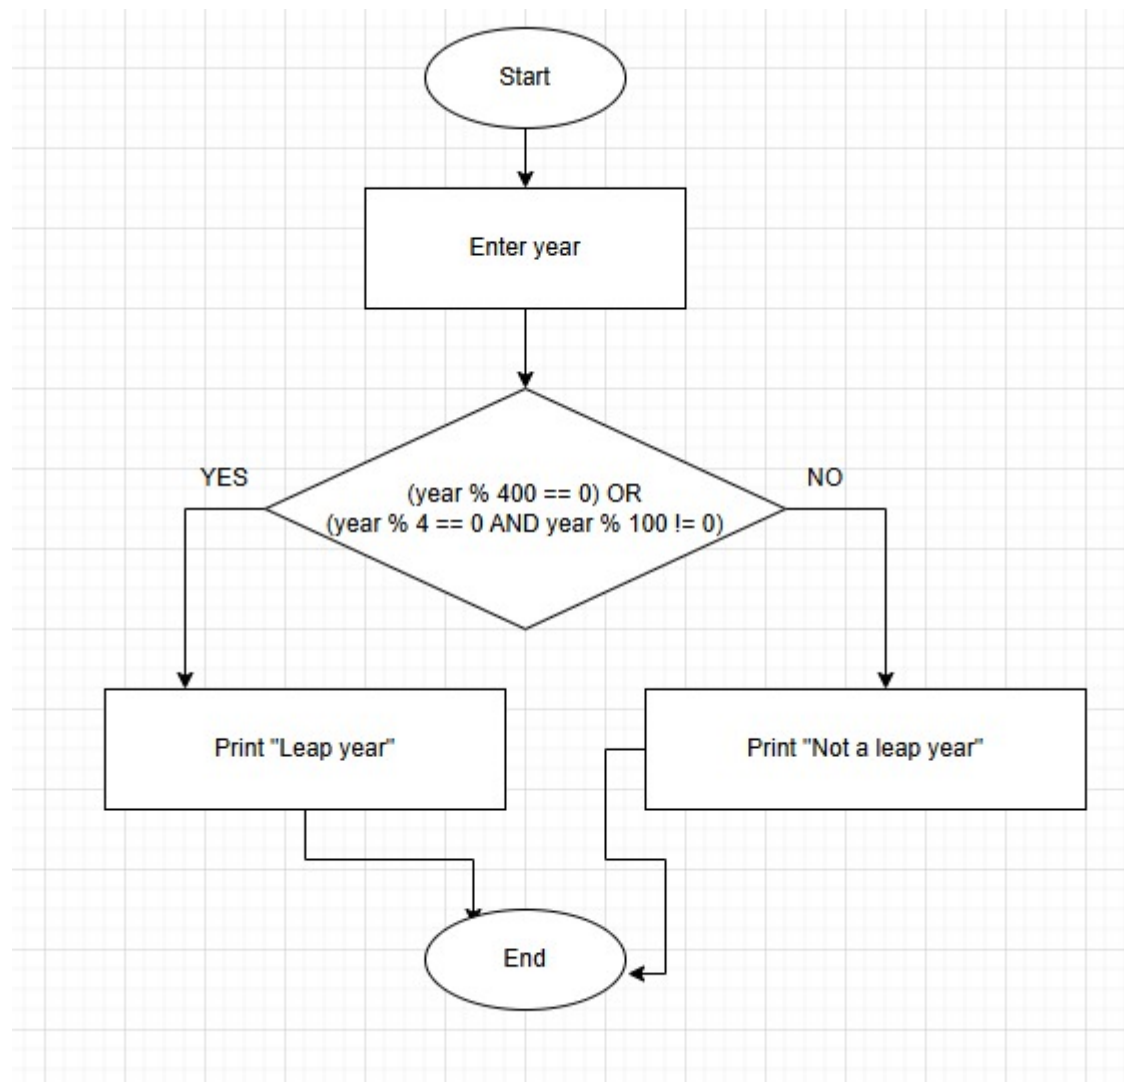 Start
Enter year
YES
NO
(year % 400 == 0) OR
(year % 4 == 0 AND year % 100 != 0)
Print "Leap year"
Print "Not a leap year"
End